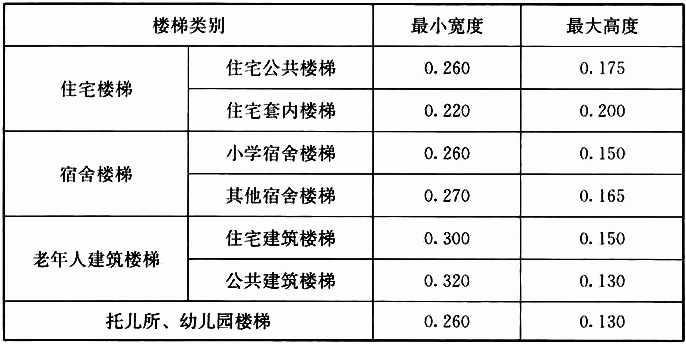 楼梯类别 最小宽度 最大高度
住宅楼梯 住宅公共楼梯 0.260 0.175
住宅套内楼梯 0.220 0.200
宿舍楼梯 小学宿舍楼梯 0.260 0.150
其他宿舍楼梯 0.270 0.165
老年人建筑楼梯 住宅建筑楼梯 0.300 0.150
公共建筑楼梯 0.320 0.130
托儿所、幼儿园楼梯 0.260 0.130